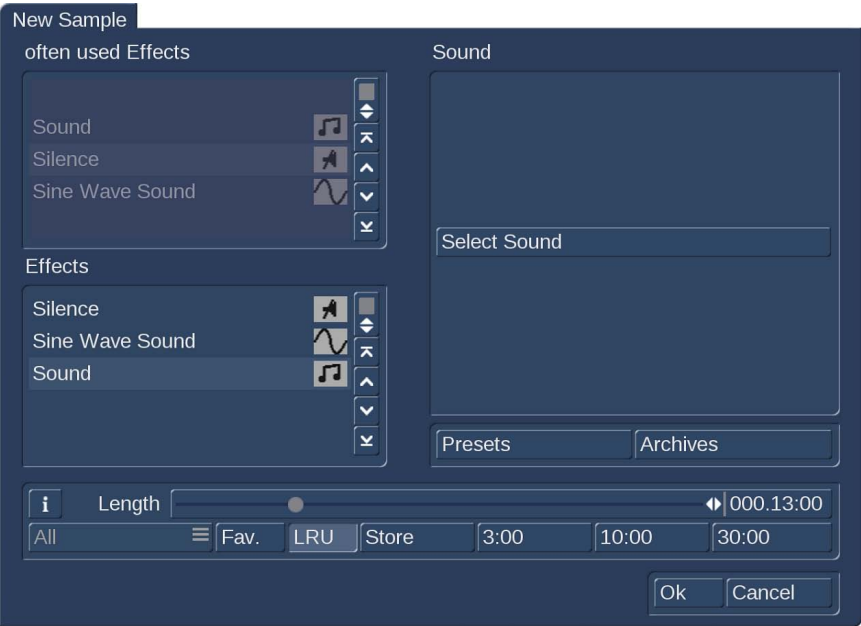 New Sample
often used Effects
Sound
Silence
Sine Wave Sound
Effects
Silence
Sine Wave Sound
Sound
Sound
Select Sound
Presets Archives
i Length 000.13:00
All Fav. LRU Store 3:00 10:00 30:00
Ok Cancel